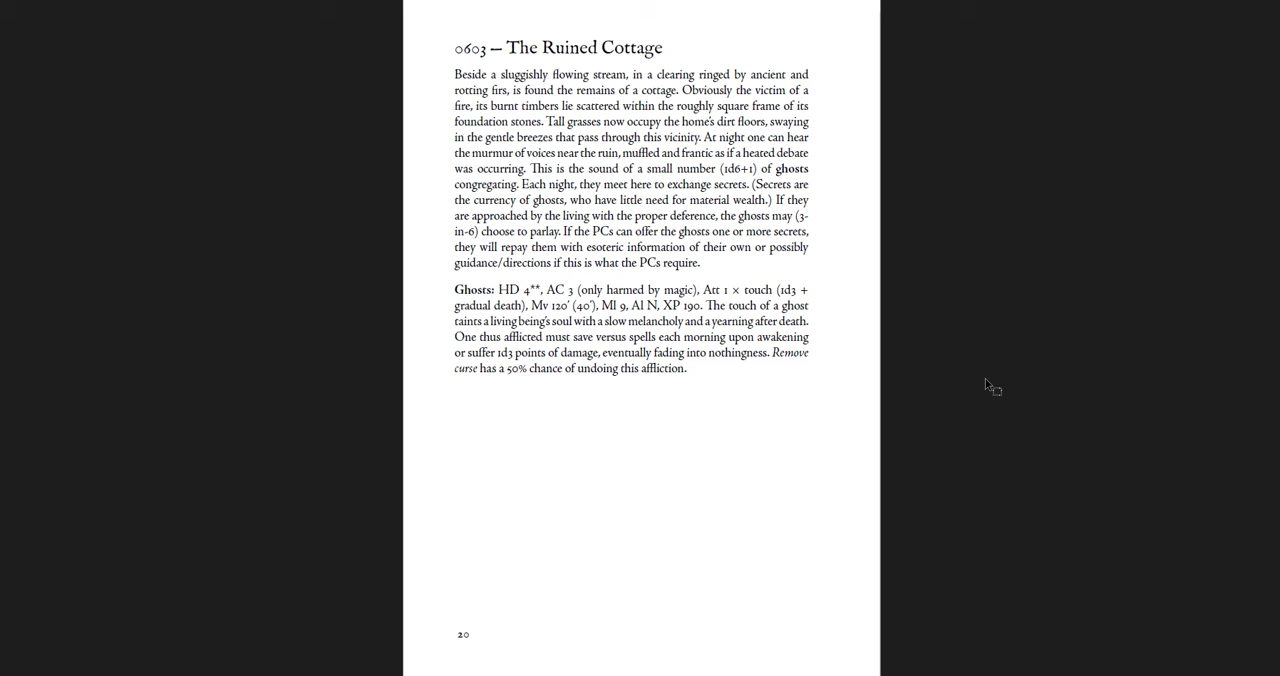 0603 – The Ruined Cottage
Beside a sluggishly flowing stream, in a clearing ringed by ancient and
rotting firs, is found the remains of a cottage. Obviously the victim of a
fire, its burnt timbers lie scattered within the roughly square frame of its
foundation stones. Tall grasses now occupy the home's dirt floors, swaying
in the gentle breezes that pass through this vicinity. At night one can hear
the murmur of voices near the ruin, muffled and frantic as if a heated debate
was occurring. This is the sound of a small number (1d6+1) of ghosts
congregating. Each night, they meet here to exchange secrets. (Secrets are
the currency of ghosts, who have little need for material wealth.) If they
are approached by the living with the proper deference, the ghosts may (3-
in-6) choose to parlay. If the PCs can offer the ghosts one or more secrets,
they will repay them with esoteric information of their own or possibly
guidance/directions if this is what the PCs require.
Ghosts: HD 4**, AC 3 (only harmed by magic), Att 1 × touch (1d3 +
gradual death), Mv 120' (40'), Ml 9, Al N, XP 190. The touch of a ghost
taints a living being's soul with a slow melancholy and a yearning after death.
One thus afflicted must save versus spells each morning upon awakening
or suffer 1d3 points of damage, eventually fading into nothingness. Remove
curse has a 50% chance of undoing this affliction.
20